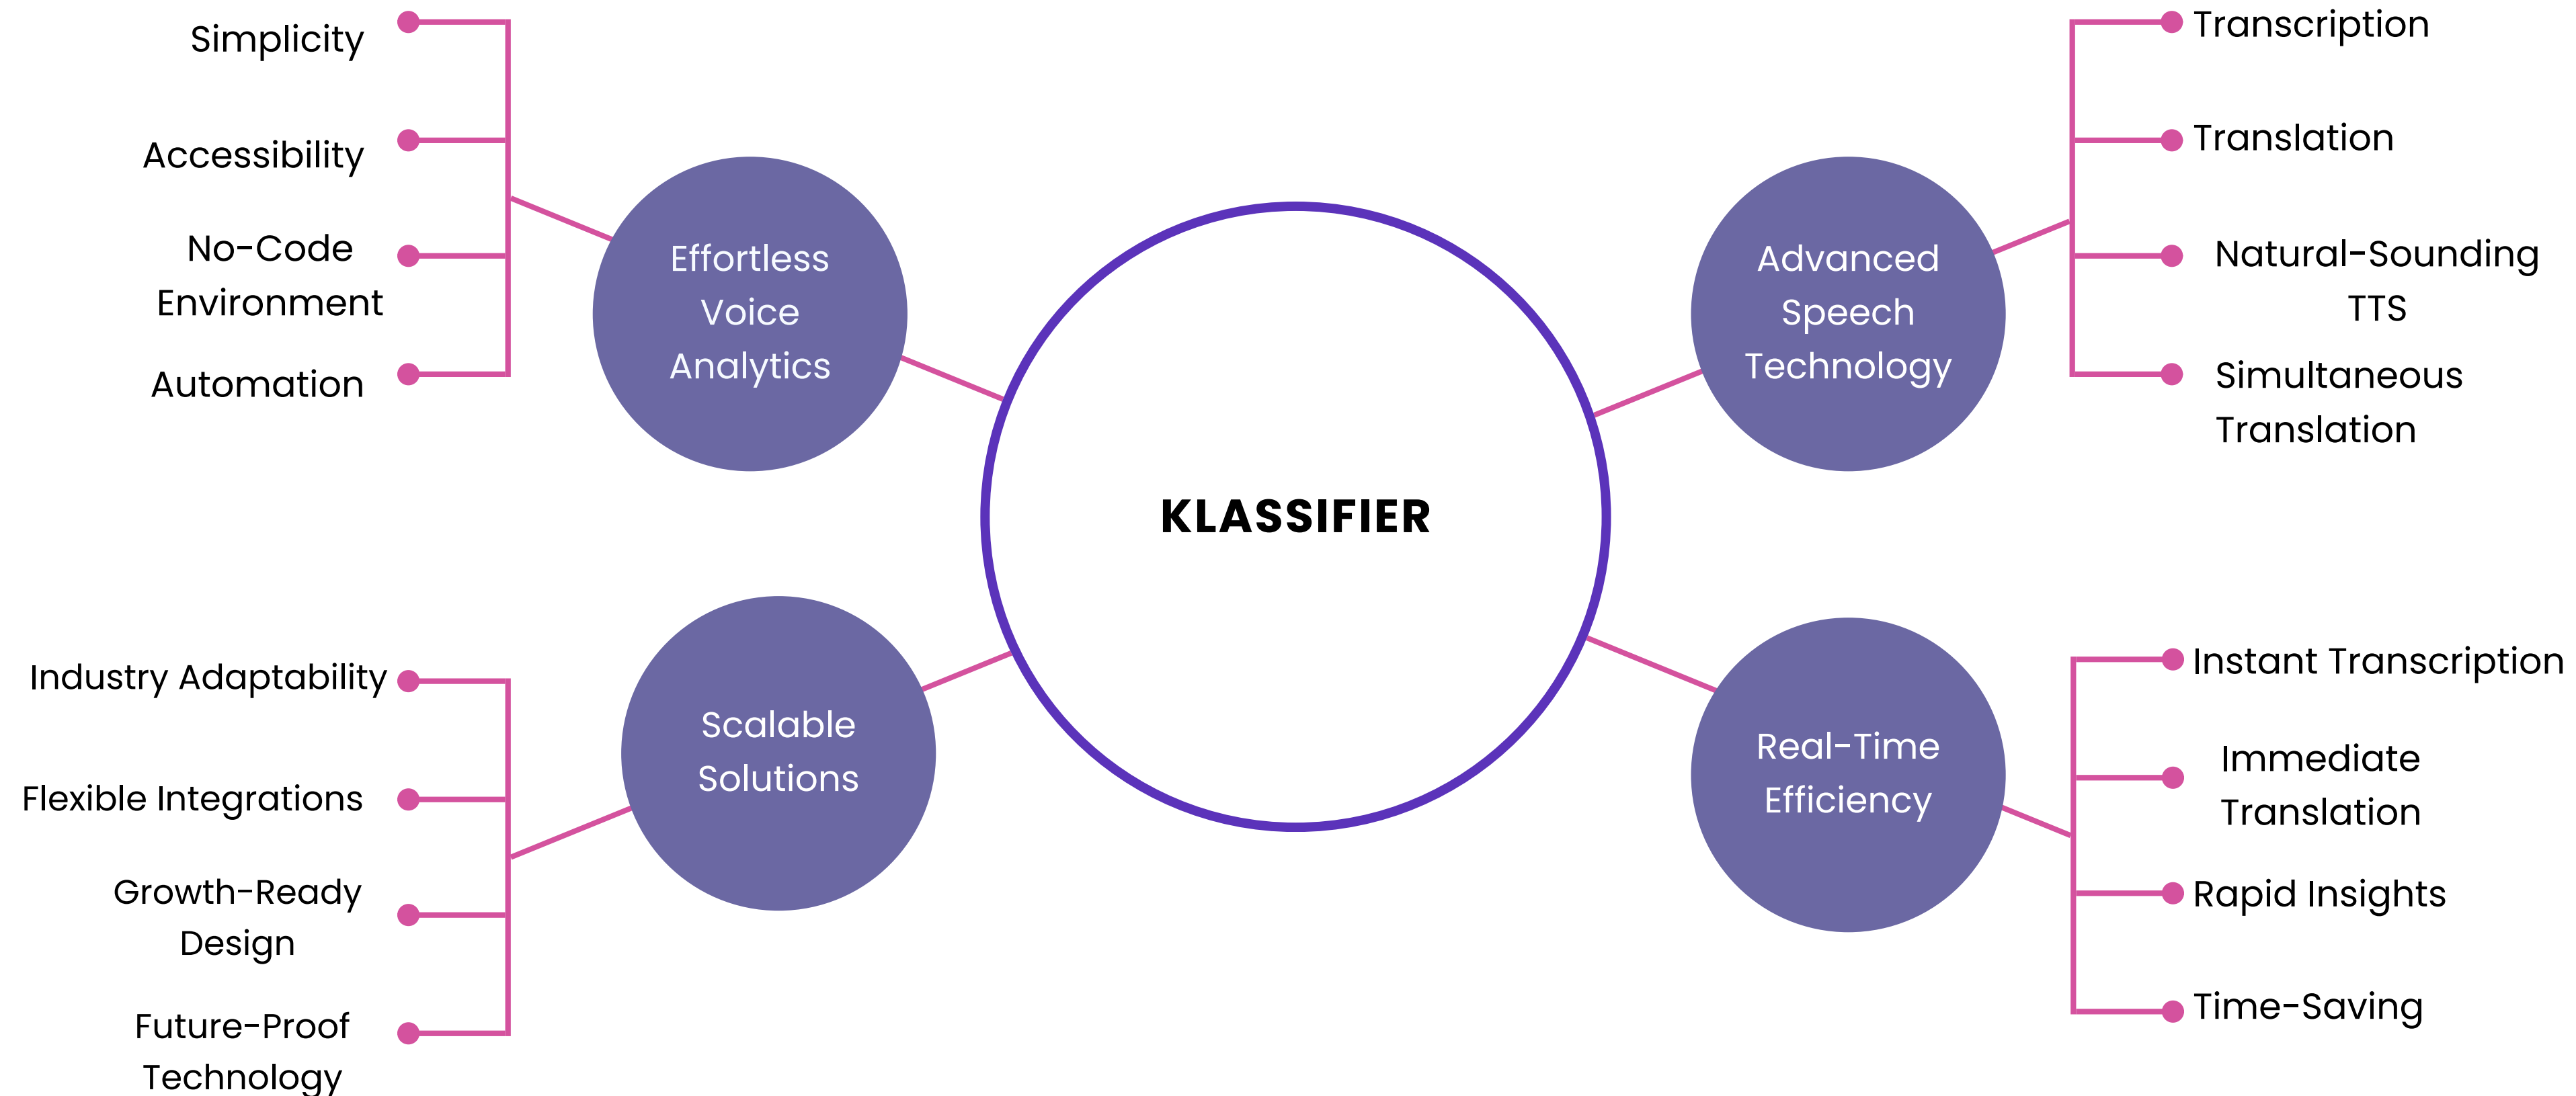 Simplicity
Accessibility
No-Code
Environment
Automation
Effortless
Voice
Analytics
Industry Adaptability
Flexible Integrations
Growth-Ready
Design
Future-Proof
Technology
Scalable
Solutions
KLASSIFIER
Advanced
Speech
Technology
Transcription
Translation
Natural-Sounding
TTS
Simultaneous
Translation
Real-Time
Efficiency
Instant Transcription
Immediate
Translation
Rapid Insights
Time-Saving